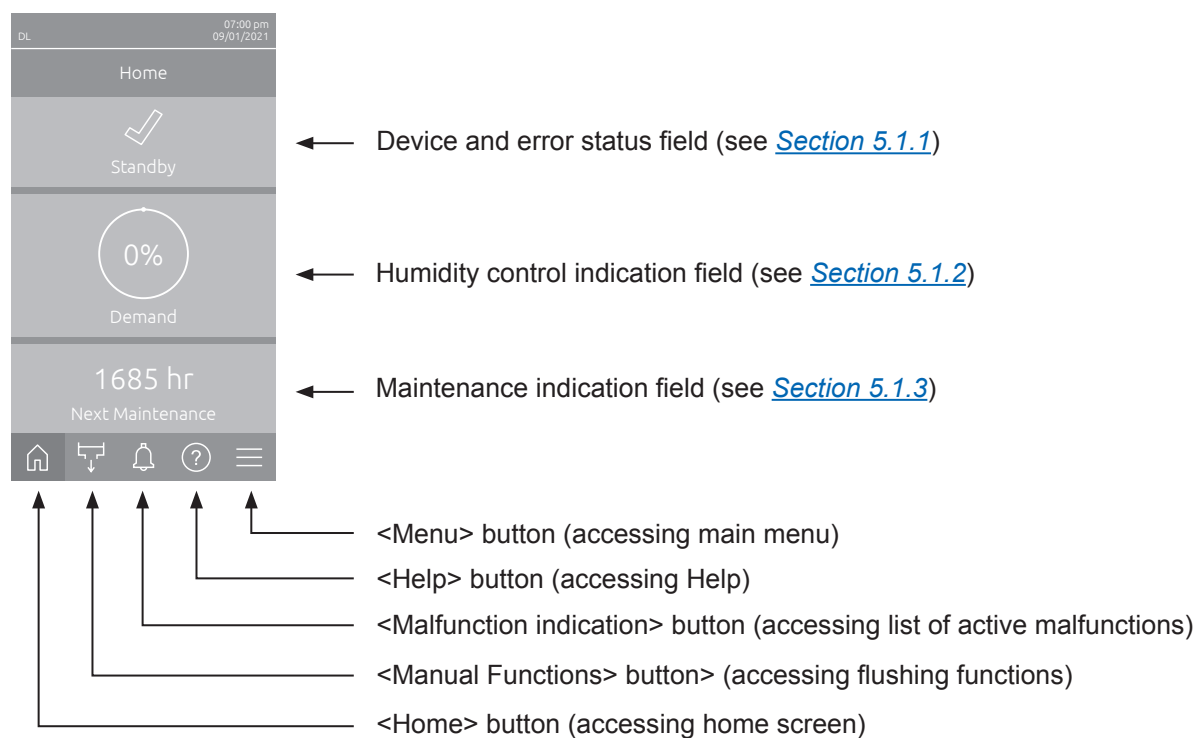 07:00 pm
DL 09/01/2021
Home
Standby
Device and error status field (see Section 5.1.1)
0%
Humidity control indication field (see Section 5.1.2)
Demand
1685 hr
Maintenance indication field (see Section 5.1.3)
Next Maintenance
?
<Menu> button (accessing main menu)
<Help> button (accessing Help)
<Malfunction indication> button (accessing list of active malfunctions)
<Manual Functions> button> (accessing flushing functions)
<Home> button (accessing home screen)